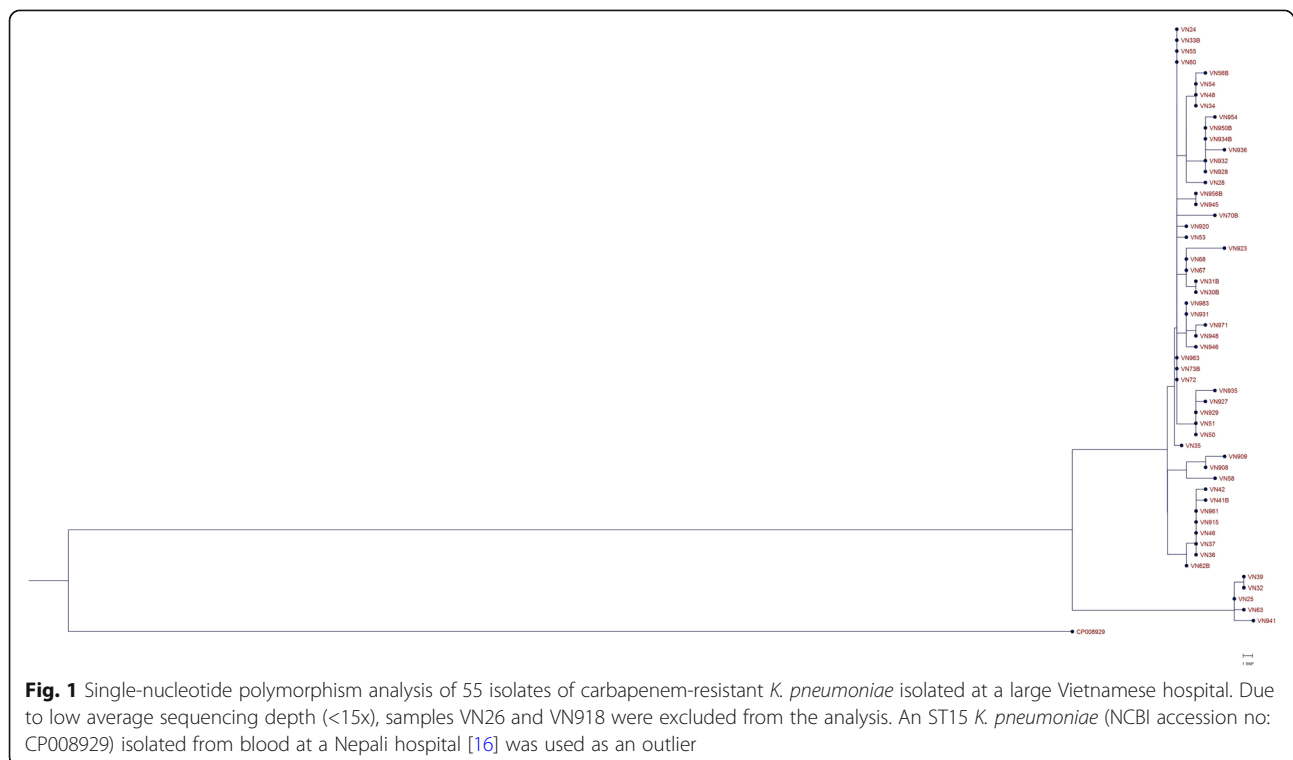 VN24
VN33B
VN55
VN60
VN56B
VN54
VN48
VN34
VN954
VN950B
VN934B
VN936
VN932
VN928
VN28
VN956B
VN945
VN70B
VN920
VN53
VN923
VN68
VN67
VN31B
VN30B
VN983
VN931
VN971
VN948
VN946
VN963
VN73B
VN72
VN935
VN927
VN929
VN51
VN50
VN35
VN909
VN908
VN58
VN42
VN41B
VN961
VN915
VN46
VN37
VN36
VN62B
VN39
VN32
VN25
VN63
VN941
CP008929
1 SNP
Fig. 1 Single-nucleotide polymorphism analysis of 55 isolates of carbapenem-resistant K. pneumoniae isolated at a large Vietnamese hospital. Due
to low average sequencing depth (<15x), samples VN26 and VN918 were excluded from the analysis. An ST15 K. pneumoniae (NCBI accession no:
CP008929) isolated from blood at a Nepali hospital [16] was used as an outlier